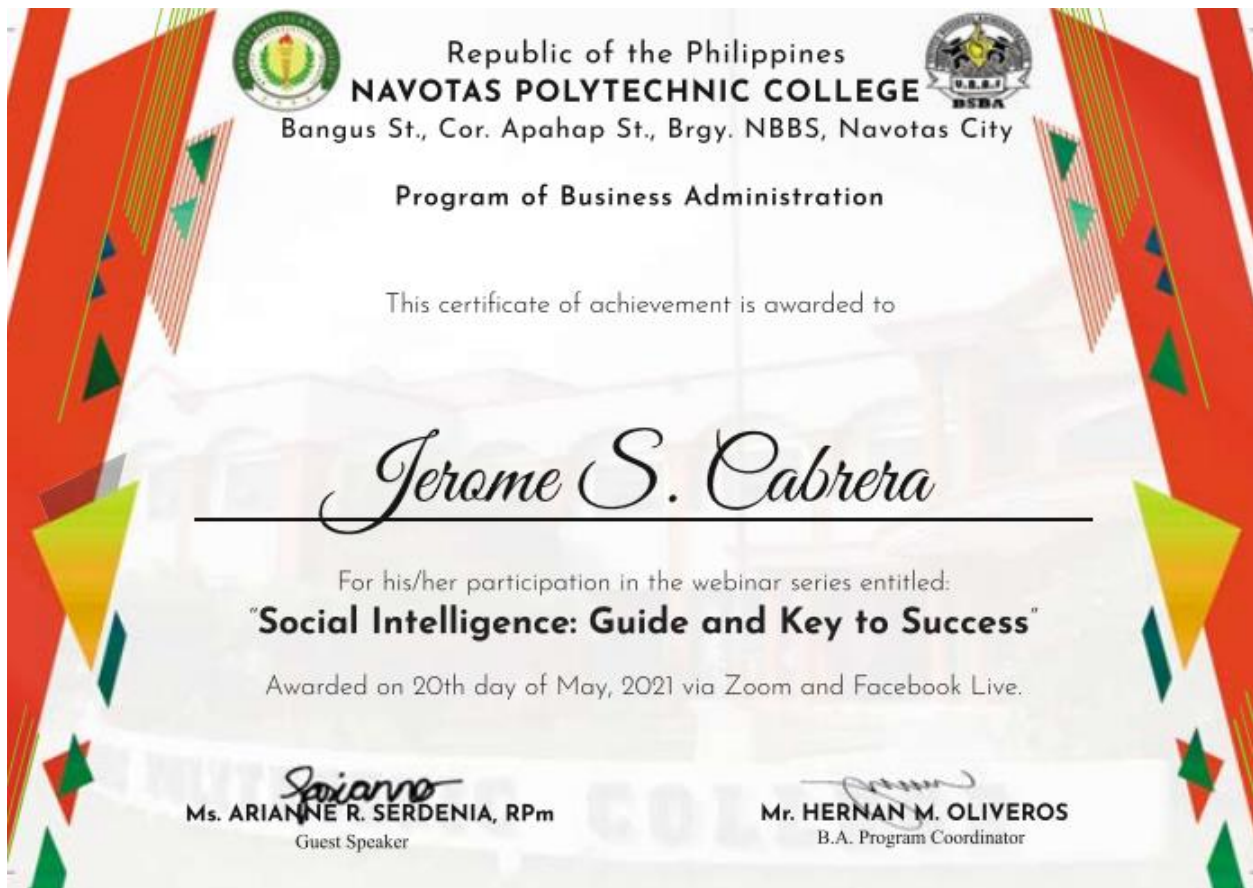 Republic of the Philippines
NAVOTAS POLYTECHNIC COLLEGE
Bangus St., Cor. Apahap St., Brgy. NBBS, Navotas City
BSBA
Program of Business Administration
This certificate of achievement is awarded to
Jerome S. Cabrera
For his/her participation in the webinar series entitled:
"Social Intelligence: Guide and Key to Success"
Awarded on 20th day of May, 2021 via Zoom and Facebook Live.
Ms. ARIANNE R. SERDENIA, RPm
Guest Speaker
Mr. HERNAN M. OLIVEROS
B.A. Program Coordinator